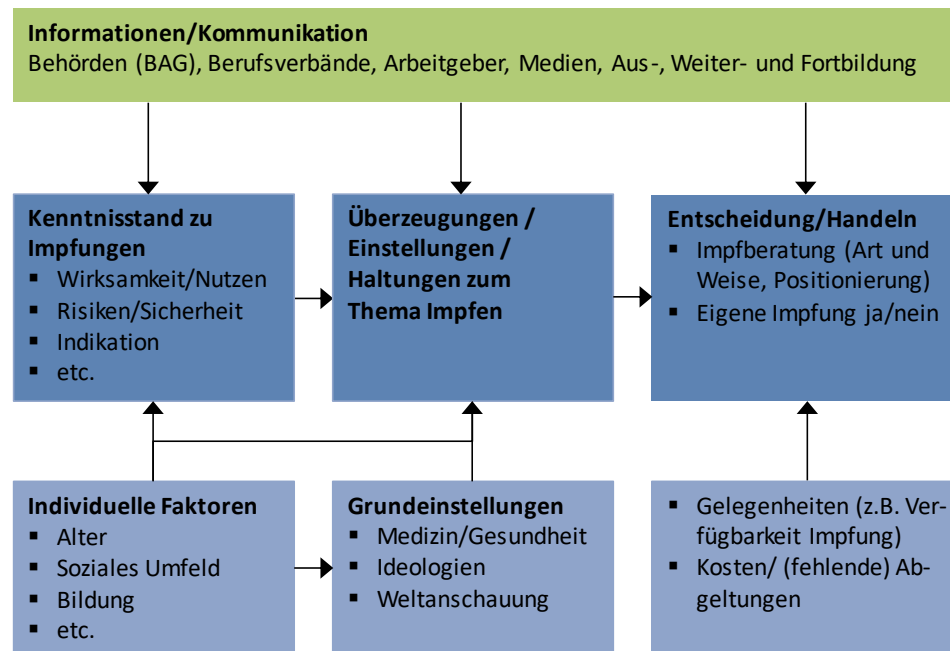 Informationen/Kommunikation
Behörden (BAG), Berufsverbände, Arbeitgeber, Medien, Aus-, Weiter- und Fortbildung
Kenntnisstand zu
Impfungen
▪ Wirksamkeit/Nutzen
▪ Risiken/Sicherheit
▪ Indikation
▪ etc.
Überzeugungen /
Einstellungen /
Haltungen zum
Thema Impfen
Entscheidung/Handeln
▪ Impfberatung (Art und
Weise, Positionierung)
▪ Eigene Impfung ja/nein
Individuelle Faktoren
▪ Alter
▪ Soziales Umfeld
▪ Bildung
▪ etc.
Grundeinstellungen
▪ Medizin/Gesundheit
▪ Ideologien
▪ Weltanschauung
▪ Gelegenheiten (z.B. Ver-
fügbarkeit Impfung)
▪ Kosten/ (fehlende) Ab-
geltungen